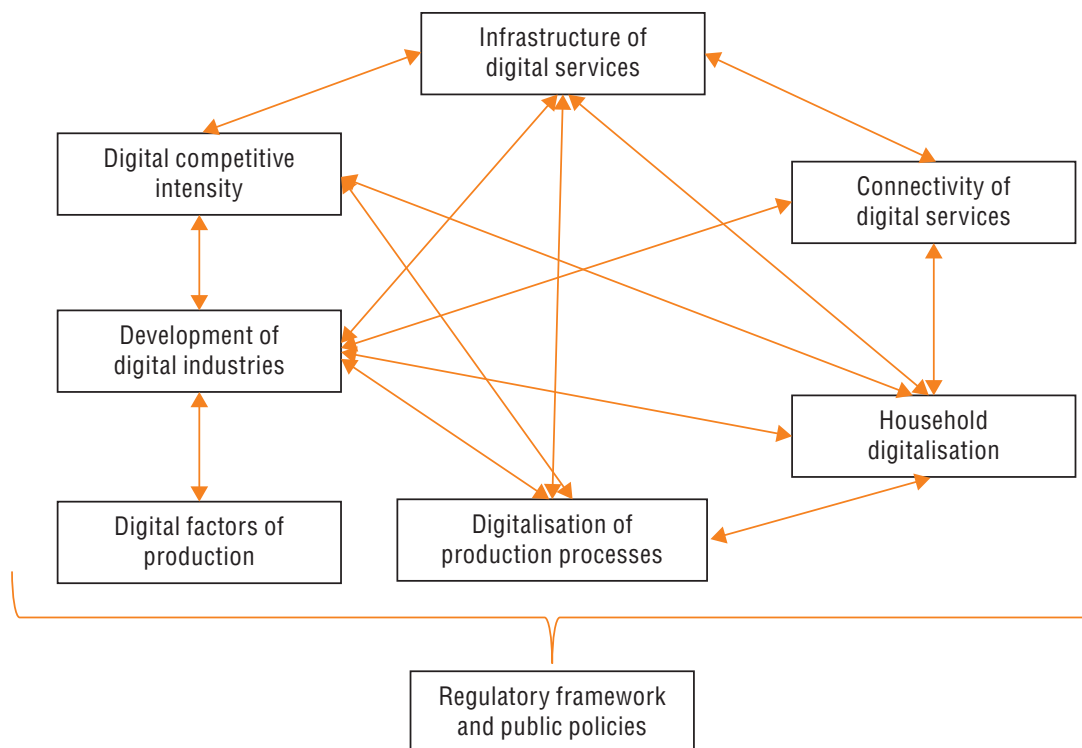 Infrastructure of
digital services
Digital competitive
intensity
Connectivity of
digital services
Development of
digital industries
Household
digitalisation
Digital factors of
production
Digitalisation of
production processes
Regulatory framework
and public policies